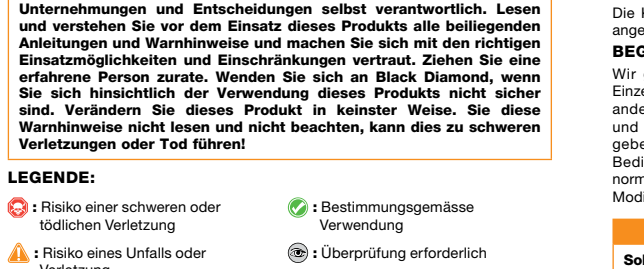 Unternehmungen und Entscheidungen selbst verantwortlich. Lesen
und verstehen Sie vor dem Einsatz dieses Produkts alle beiliegenden
Anleitungen und Warnhinweise und machen Sie sich mit den richtigen
Einsatzmöglichkeiten und Einschränkungen vertraut. Ziehen Sie eine
erfahrene Person zurate. Wenden Sie sich an Black Diamond, wenn
Sie sich hinsichtlich der Verwendung dieses Produkts nicht sicher
sind. Verändern Sie dieses Produkt in keinster Weise. Sie diese
Warnhinweise nicht lesen und nicht beachten, kann dies zu schweren
Verletzungen oder Tod führen!
LEGENDE:
: Risiko einer schweren oder
tödlichen Verletzung
: Risiko eines Unfalls oder
Verletzung
: Bestimmungsgemässe
Verwendung
: Überprüfung erforderlich
Die
ange
BEG
Wir
Einze
ande
und
gebe
Bedi
norm
Modi
Sol